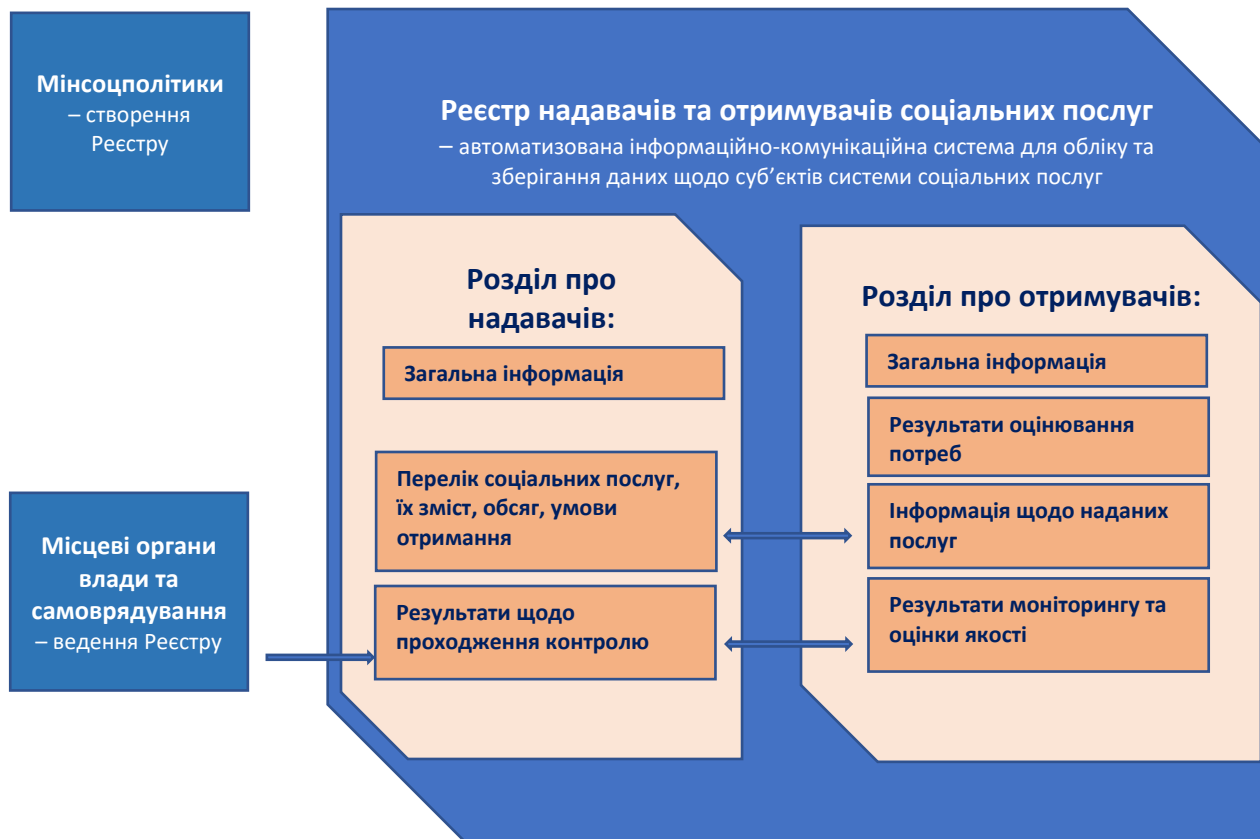 Мінсоцполітики
– створення
Реєстру
Реєстр надавачів та отримувачів соціальних послуг
– автоматизована інформаційно-комунікаційна система для обліку та
зберігання даних щодо суб’єктів системи соціальних послуг
Розділ про
надавачів:
Загальна інформація
Перелік соціальних послуг,
їх зміст, обсяг, умови
отримання
Результати щодо
проходження контролю
Розділ про отримувачів:
Загальна інформація
Результати оцінювання
потреб
Інформація щодо наданих
послуг
Результати моніторингу та
оцінки якості
Місцеві органи
влади та
самоврядування
– ведення Реєстру